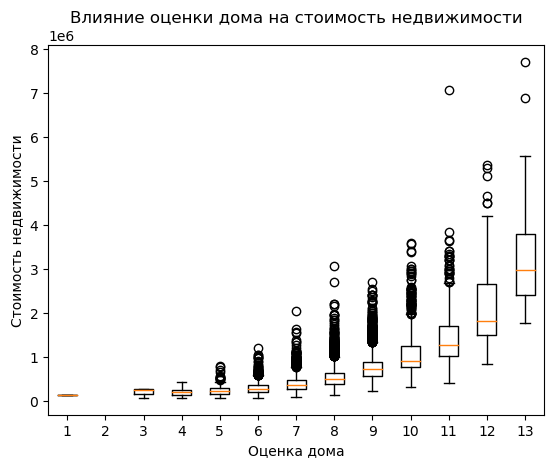 Влияние оценки дома на стоимость недвижимости
1e6
8
7
6
5
4
3
2
1
0
Стоимость недвижимости
1 2 3 4 5 6 7 8 9 10 11 12 13
Оценка дома